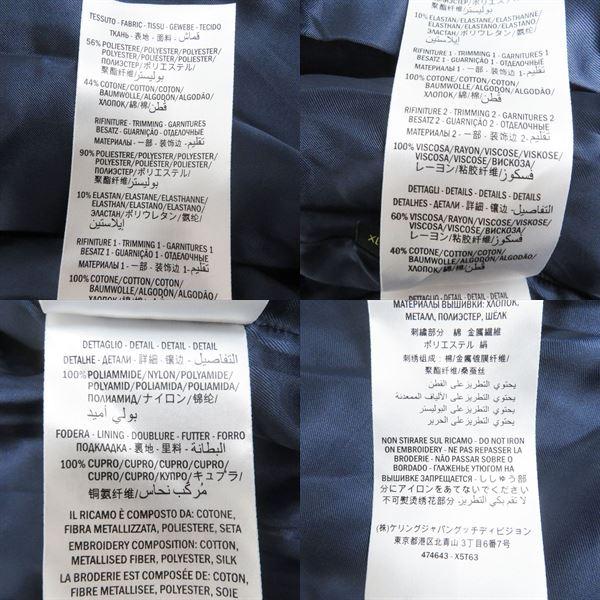 TESSUTO - FABRIC - TISSU - GEWEBE - TECIDO
ТКАНЬ - 表地 - 面料 - قماش
56% POLIESTERE/POLYESTER/POLYESTER/
POLYESTER/POLYESTER/POLYESTER/
ПОЛИЭСТЕР/ポリエステル/
聚酯纤维/بوليستر
44% COTONE/COTTON/COTON/
BAUMWOLLE/ALGODÓN/ALGODÃO/
ХЛОПОК/綿/棉/قطن
RIFINITURE - TRIMMING - GARNITURES
BESATZ - GUARNIÇÃO - ОТДЕЛОЧНЫЕ
МАТЕРИАЛЫ - 一部 - 装饰边 - تقليم
90% POLIESTERE/POLYESTER/POLYESTER/
POLYESTER/POLYESTER/POLYESTER/
ПОЛИЭСТЕР/ポリエステル/
聚酯纤维/بوليستر
10% ELASTAN/ELASTANE/ELASTHANNE/
ELASTHAN/ELASTANO/ELASTANO/
ЭЛАСТАН/ポリウレタン/氨纶/
إيلاستين
RIFINITURE 1 - TRIMMING 1 - GARNITURES 1
BESATZ 1 - GUARNIÇÃO 1 - ОТДЕЛОЧНЫЕ
МАТЕРИАЛЫ 1 - 一部 - 装饰边 1 - تقليم
100% COTONE/COTTON/COTON/
BAUMWOLLE/ALGODÓN/ALGODÃO/
10% ELASTAN/ELASTANE/ELASTHANNE/
ELASTHAN/ELASTANO/ELASTANO/
ЭЛАСТАН/ポリウレタン/氨纶/
إيلاستين
RIFINITURE 1 - TRIMMING 1 - GARNITURES 1
BESATZ 1 - GUARNIÇÃO 1 - ОТДЕЛОЧНЫЕ
МАТЕРИАЛЫ 1 - 一部 - 装饰边 1 - تقليم
100% COTONE/COTTON/COTON/
BAUMWOLLE/ALGODÓN/ALGODÃO/
ХЛОПОК/綿/棉/قطن
RIFINITURE 2 - TRIMMING 2 - GARNITURES 2
BESATZ 2 - GUARNIÇÃO 2 - ОТДЕЛОЧНЫЕ
МАТЕРИАЛЫ 2 - 一部 - 装饰边 2 - تقليم
100% VISCOSA/RAYON/VISCOSE/VISKOSE/
VISCOSA/VISCOSE/ВИСКОЗА/
レーヨン/粘胶纤维/فسكوز
DETTAGLI - DETAILS - DETAILS - DETAILS
DETALHES - ДЕТАЛИ - 詳細 - 镶边 - التفاصيل
60% VISCOSA/RAYON/VISCOSE/VISKOSE/
VISCOSA/VISCOSE/ВИСКОЗА/
レーヨン/粘胶纤维/فسكوز
40% COTONE/COTTON/COTON/
BAUMWOLLE/ALGODÓN/ALGODÃO/
ХЛОПОК/綿/棉/قطن
DETTAGLIO - DETAIL - DETAIL - DETAIL
XL
DETTAGLIO - DETAIL - DETAIL - DETAIL
DETALHE - ДЕТАЛИ - 詳細 - 镶边 - التفاصيل
100% POLIAMMIDE/NYLON/POLYAMIDE/
POLYAMID/POLIAMIDA/POLIAMIDA/
ПОЛИАМИД/ナイロン/锦纶/
بولي أميد
FODERA - LINING - DOUBLURE - FUTTER - FORRO
ПОДКЛАДКА - 裏地 - 里料 - البطانة
100% CUPRO/CUPRO/CUPRO/CUPRO/
CUPRO/CUPRO/КУПРО/キュプラ/
铜氨纤维/مركب نحاس
IL RICAMO È COMPOSTO DA: COTONE,
FIBRA METALLIZZATA, POLIESTERE, SETA
EMBROIDERY COMPOSITION: COTTON,
METALLISED FIBER, POLYESTER, SILK
LA BRODERIE EST COMPOSÉE DE: COTON,
FIBRE METALLISÉE, POLYESTER, SOIE
МАТЕРИАЛЫ ВЫШИВКИ: ХЛОПОК,
МЕТАЛЛ, ПОЛИЭСТЕР, ШЁЛК
刺繍部分 綿 金属繊維
ポリエステル 絹
刺绣组成: 棉/金属镀膜纤维/
聚酯纤维/桑蚕丝
يحتوي التطريز على القطن
يحتوي التطريز على الألياف الممعدنة
يحتوي التطريز على البوليستر
يحتوي التطريز على الحرير
NON STIRARE SUL RICAMO - DO NOT IRON
ON EMBROIDERY - NE PAS REPASSER LA
BRODERIE - NÃO PASSAR SOBRE O
BORDADO - ГЛАЖЕНЬЕ УТЮГОМ НА
ВЫШИВКЕ ЗАПРЕЩАЕТСЯ - ししゅう部
分にアイロンをあてないでください
不可熨烫绣花部分 - لا تقم بكي التطريز
(株)ケリングジャパングッチディビジョン
東京都港区北青山3丁目6番7号
474643 - X5T63